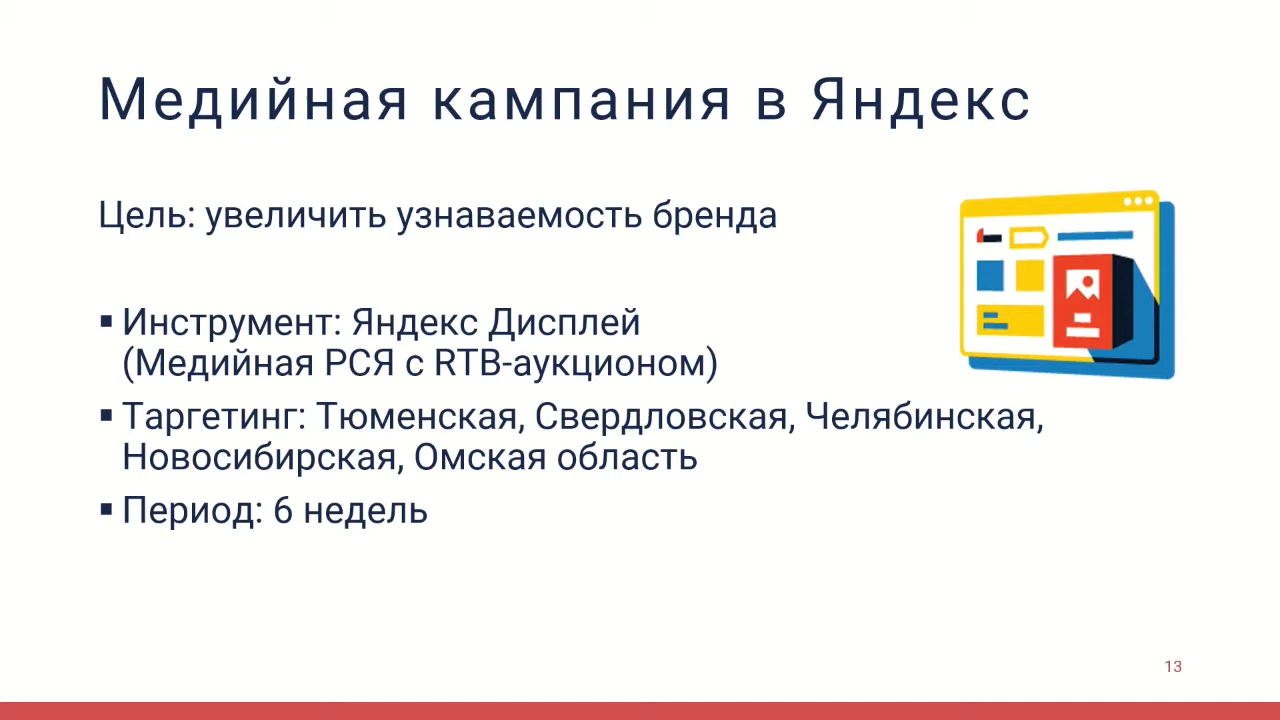 Медийная кампания в Яндекс
Цель: увеличить узнаваемость бренда
▪ Инструмент: Яндекс Дисплей
(Медийная РСЯ с RTB-аукционом)
▪ Таргетинг: Тюменская, Свердловская, Челябинская,
Новосибирская, Омская область
▪ Период: 6 недель
13